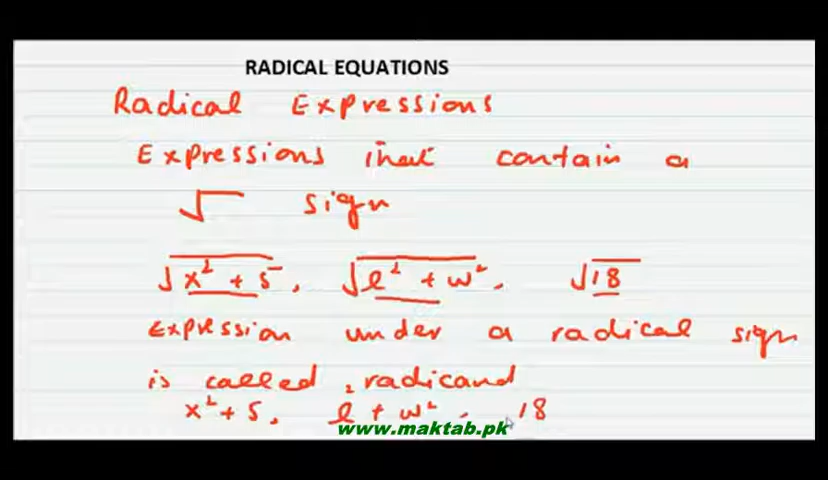 RADICAL EQUATIONS
Radical Expressions
Expressions that contain a
√ sign
√x² + 5, √l² + w², √18
Expression under a radical sign
is called radicand
x² + 5, l² + w², 18
www.maktab.pk